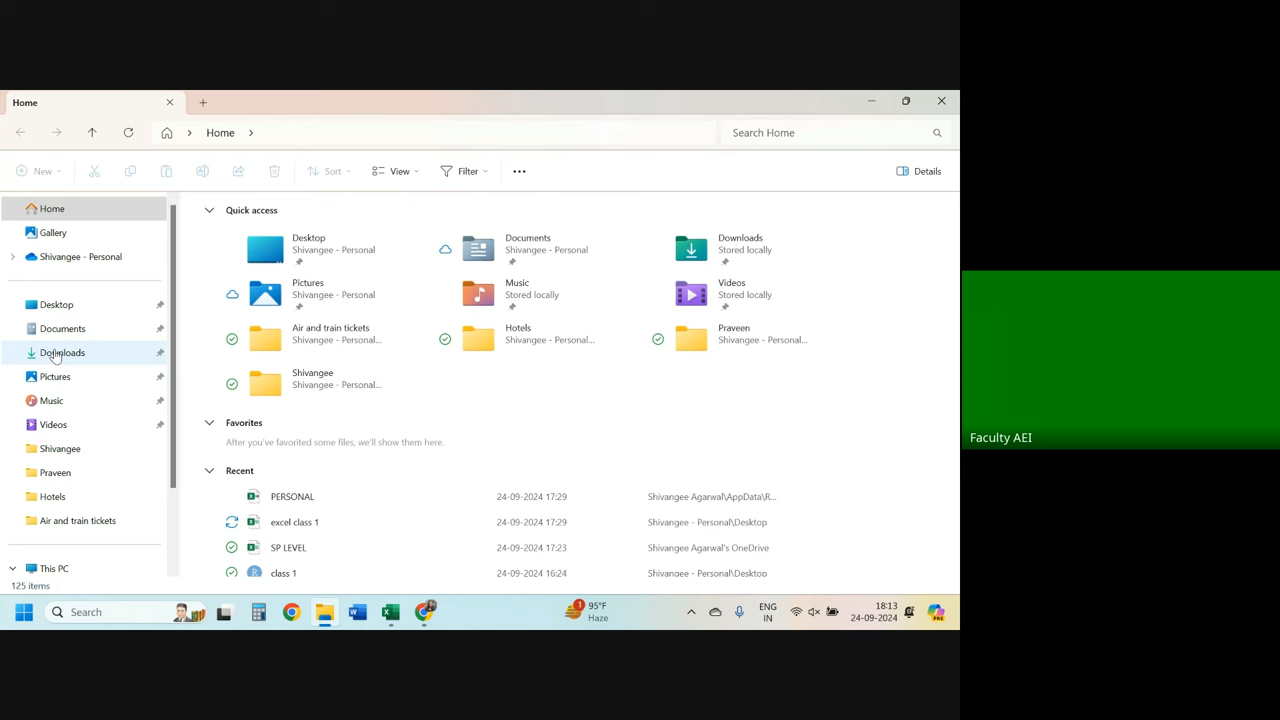 Home
Home
Search Home
New
Sort
View
Filter
Details
Home
Gallery
Shivangee - Personal
Desktop
Documents
Downloads
Pictures
Music
Videos
Shivangee
Praveen
Hotels
Air and train tickets
This PC
125 items
Quick access
Desktop
Shivangee - Personal
Documents
Shivangee - Personal
Downloads
Stored locally
Pictures
Shivangee - Personal
Music
Stored locally
Videos
Stored locally
Air and train tickets
Shivangee - Personal...
Hotels
Shivangee - Personal...
Praveen
Shivangee - Personal...
Shivangee
Shivangee - Personal...
Favorites
After you've favorited some files, we'll show them here.
Recent
PERSONAL 24-09-2024 17:29 Shivangee Agarwal\AppData\R...
excel class 1 24-09-2024 17:29 Shivangee - Personal\Desktop
SP LEVEL 24-09-2024 17:23 Shivangee Agarwal's OneDrive
class 1 24-09-2024 16:24 Shivangee - Personal\Desktop
Search
1
95°F
Haze
ENG
IN
18:13
24-09-2024
Faculty AEI